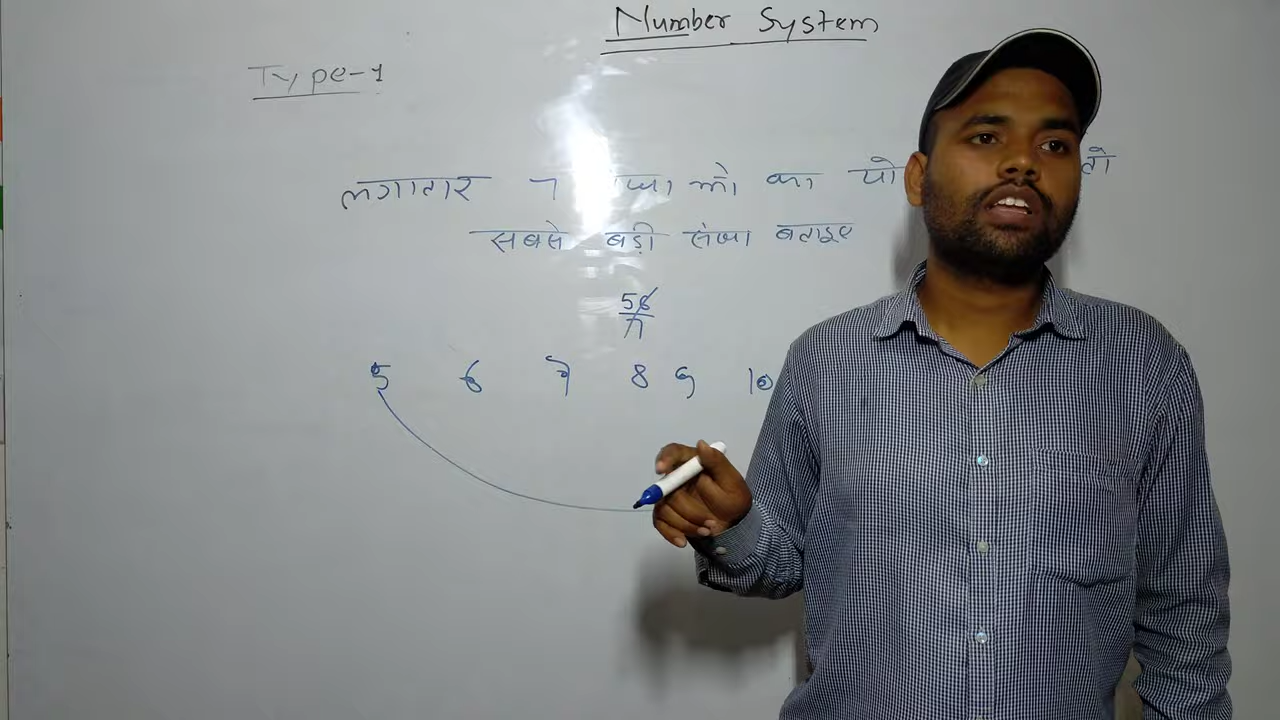 Number System
Type-1
लगातार 7 का यो तो
सबसे बड़ी संख्या बताइए
56
7
5 6 7 8 9 10